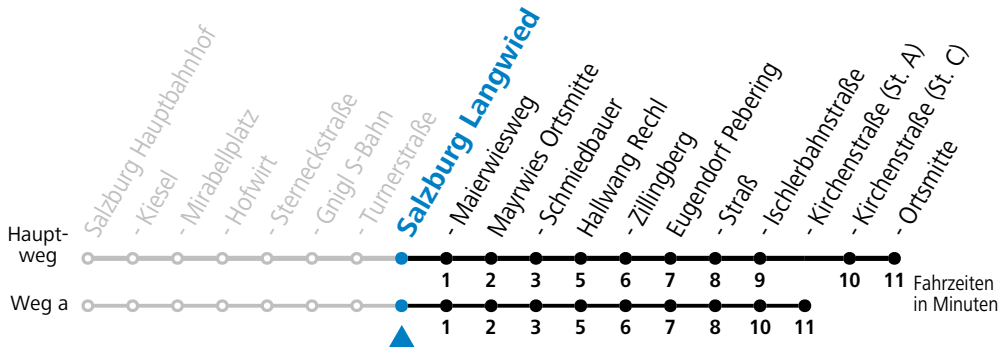 Salzburg Hauptbahnhof
- Kiesel
- Mirabellplatz
- Hofwirt
- Sterneckstraße
- Gnigl S-Bahn
- Turnerstraße
Salzburg Langwied
- Maierwiesweg
Mayrwies Ortsmitte
- Schmiedbauer
Hallwang Rechl
- Zillingberg
Eugendorf Pebering
- Straß
- Ischlerbahnstraße
- Kirchenstraße (St. A)
- Kirchenstraße (St. C)
- Ortsmitte
Haupt-
weg
1 2 3 5 6 7 8 9 10 11
Fahrzeiten
in Minuten
Weg a
1 2 3 5 6 7 8 10 11